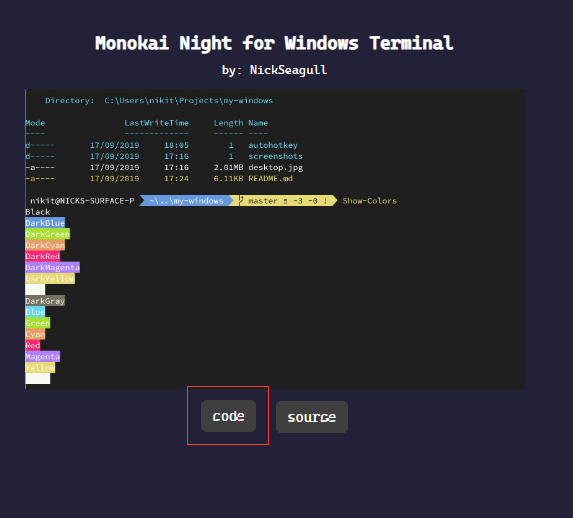 Monokai Night for Windows Terminal
by: NickSeagull
Directory: C:\Users\nikit\Projects\my-windows
Mode LastWriteTime Length Name
---- ------------- ------ ----
d----- 17/09/2019 18:05 1 autohotkey
d----- 17/09/2019 17:16 1 screenshots
-a---- 17/09/2019 17:16 2.01MB desktop.jpg
-a---- 17/09/2019 17:24 6.11KB README.md
nikit@NICKS-SURFACE-P ~\..\my-windows master ≡ ~3 -0 ! Show-Colors
Black
DarkBlue
DarkGreen
DarkCyan
DarkRed
DarkMagenta
DarkYellow
DarkGray
Blue
Green
Cyan
Red
Magenta
Yellow
code source